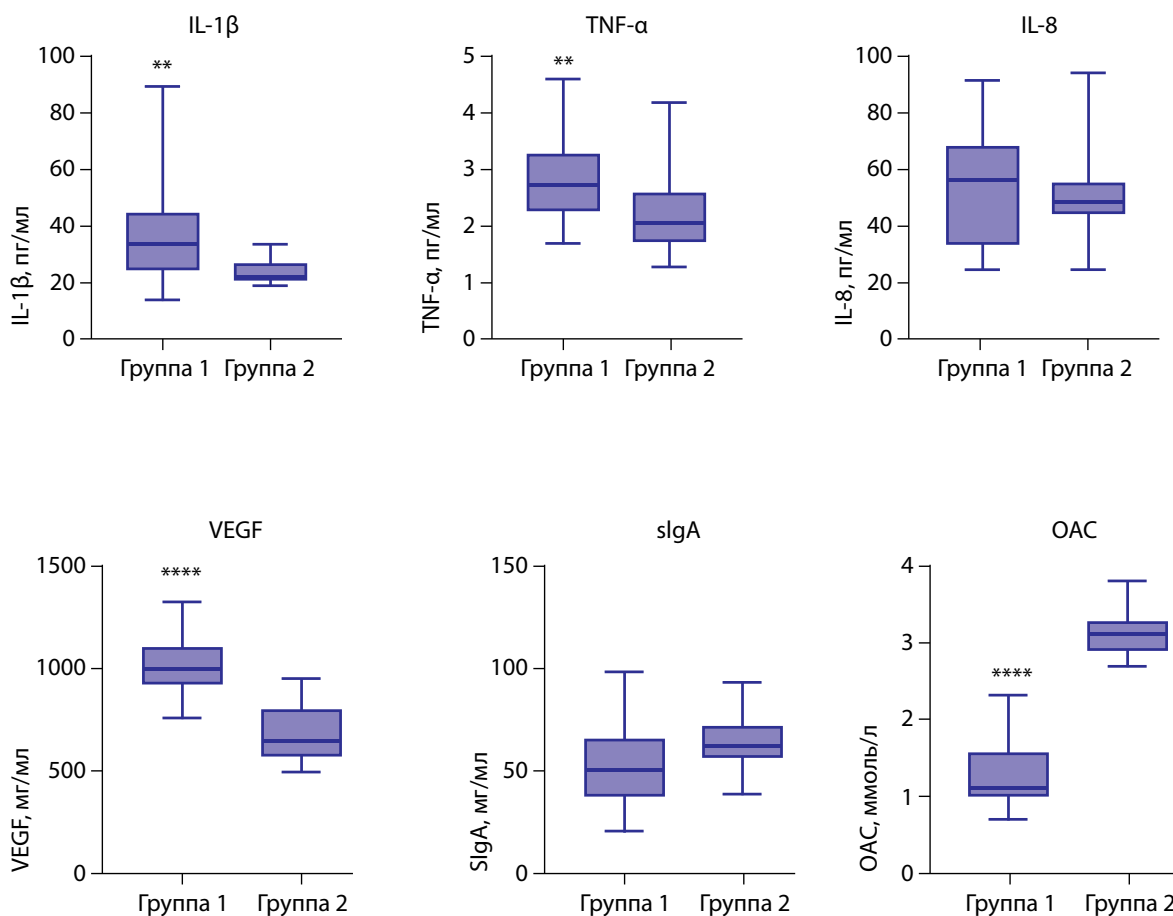 IL-1β
IL-1β, пг/мл
100
80
60
40
20
0
**
Группа 1
Группа 2
TNF-α
TNF-α, пг/мл
5
4
3
2
1
0
**
Группа 1
Группа 2
IL-8
IL-8, пг/мл
100
80
60
40
20
0
Группа 1
Группа 2
VEGF
VEGF, мг/мл
1500
1000
500
0
****
Группа 1
Группа 2
sIgA
SIgA, мг/мл
150
100
50
0
Группа 1
Группа 2
ОАС
ОАС, ммоль/л
4
3
2
1
0
****
Группа 1
Группа 2